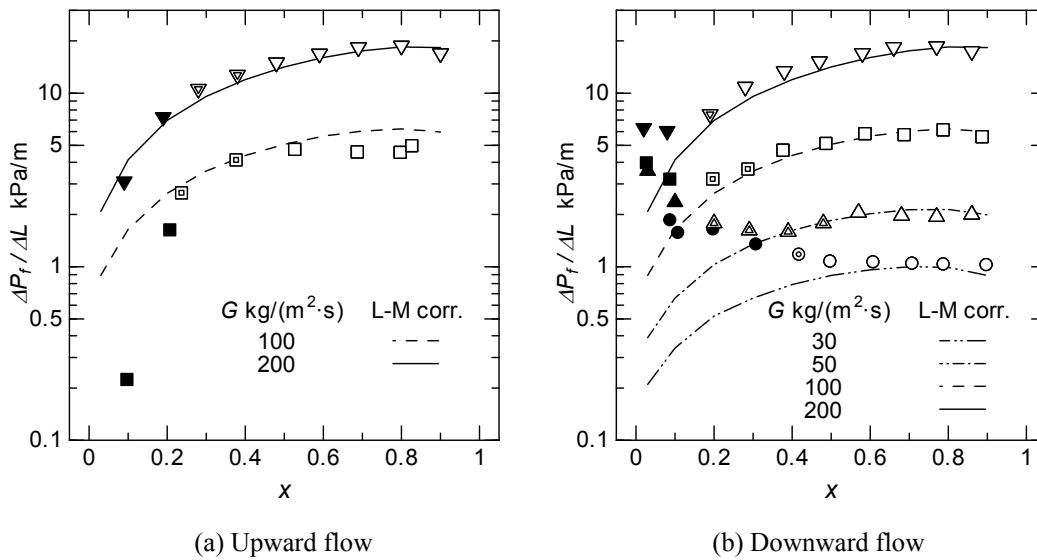 10
5
1
0.5
0.1
ΔP_f / ΔL kPa/m
G kg/(m²·s) L-M corr.
100
200
0 0.2 0.4 0.6 0.8 1
x
(a) Upward flow
10
5
1
0.5
0.1
ΔP_f / ΔL kPa/m
G kg/(m²·s) L-M corr.
30
50
100
200
0 0.2 0.4 0.6 0.8 1
x
(b) Downward flow